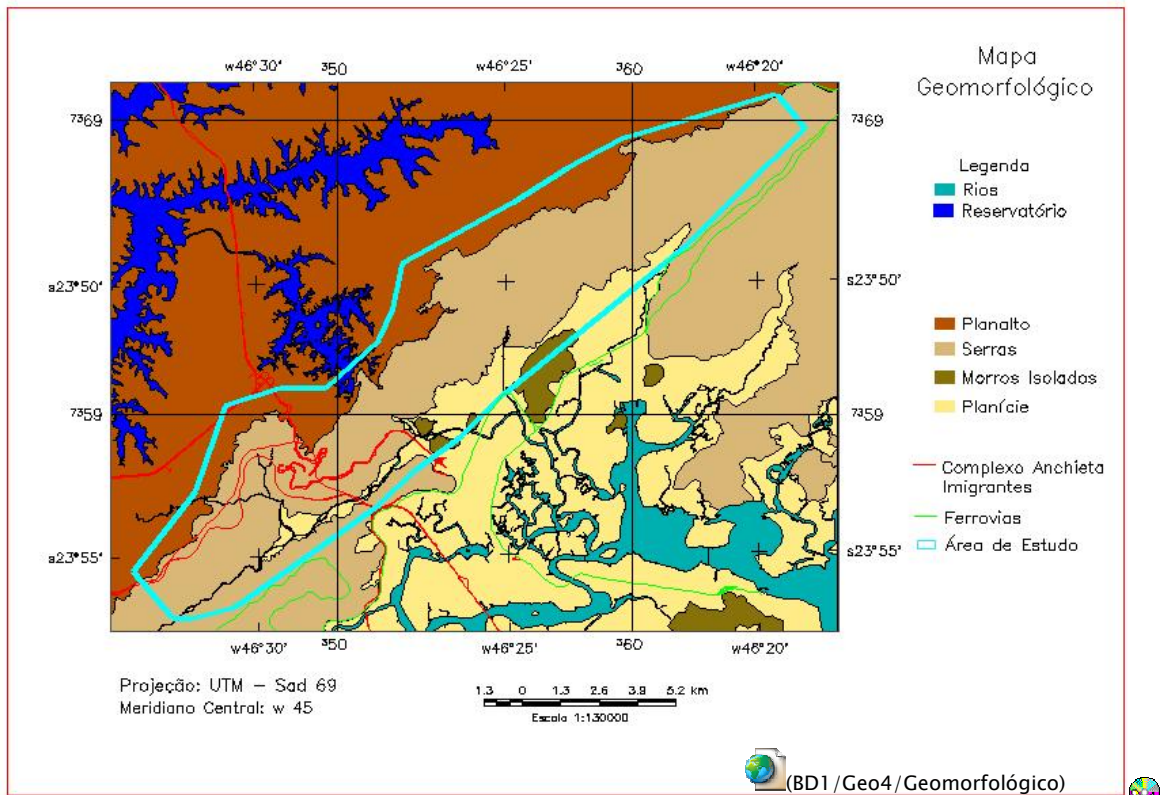 Mapa
Geomorfológico
w46°30' ³50 w46°25' ³60 w46°20'
⁷³69 ⁷³69
Legenda
Rios
Reservatório
s23°50' s23°50'
Planalto
Serras
Morros Isolados
Planície
⁷³59 ⁷³59
Complexo Anchieta
Imigrantes
Ferrovias
Área de Estudo
s23°55' s23°55'
w46°30' ³50 w46°25' ³60 w46°20'
Projeção: UTM – Sad 69
Meridiano Central: w 45
1.3 0 1.3 2.6 3.9 5.2 km
Escala 1:130000
(BD1/Geo4/Geomorfológico)